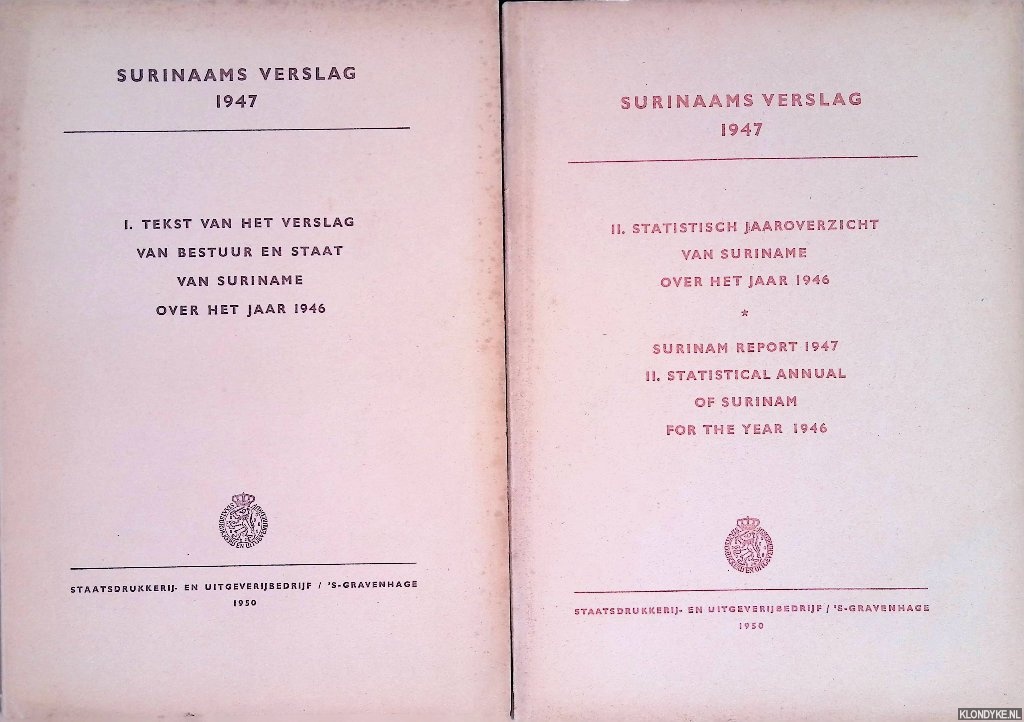 SURINAAMS VERSLAG
1947
I. TEKST VAN HET VERSLAG
VAN BESTUUR EN STAAT
VAN SURINAME
OVER HET JAAR 1946
STAATSDRUKKERIJ- EN UITGEVERIJBEDRIJF / 'S-GRAVENHAGE
1950
SURINAAMS VERSLAG
1947
II. STATISTISCH JAAROVERZICHT
VAN SURINAME
OVER HET JAAR 1946
*
SURINAM REPORT 1947
II. STATISTICAL ANNUAL
OF SURINAM
FOR THE YEAR 1946
STAATSDRUKKERIJ- EN UITGEVERIJBEDRIJF / 'S-GRAVENHAGE
1950
KLONDYKE.NL